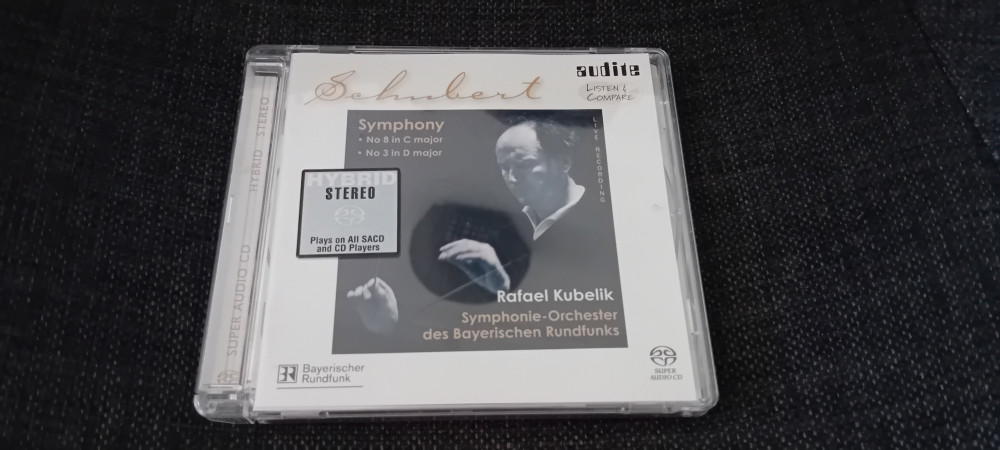 Schubert
audite
LISTEN &
COMPARE
Symphony
• No 8 in C major
• No 3 in D major
LIVE RECORDING
HYBRID
STEREO
Plays on All SACD
and CD Players
Rafael Kubelik
Symphonie-Orchester
des Bayerischen Rundfunks
BR Bayerischer
Rundfunk
SUPER
AUDIO CD
SUPER AUDIO CD HYBRID STEREO